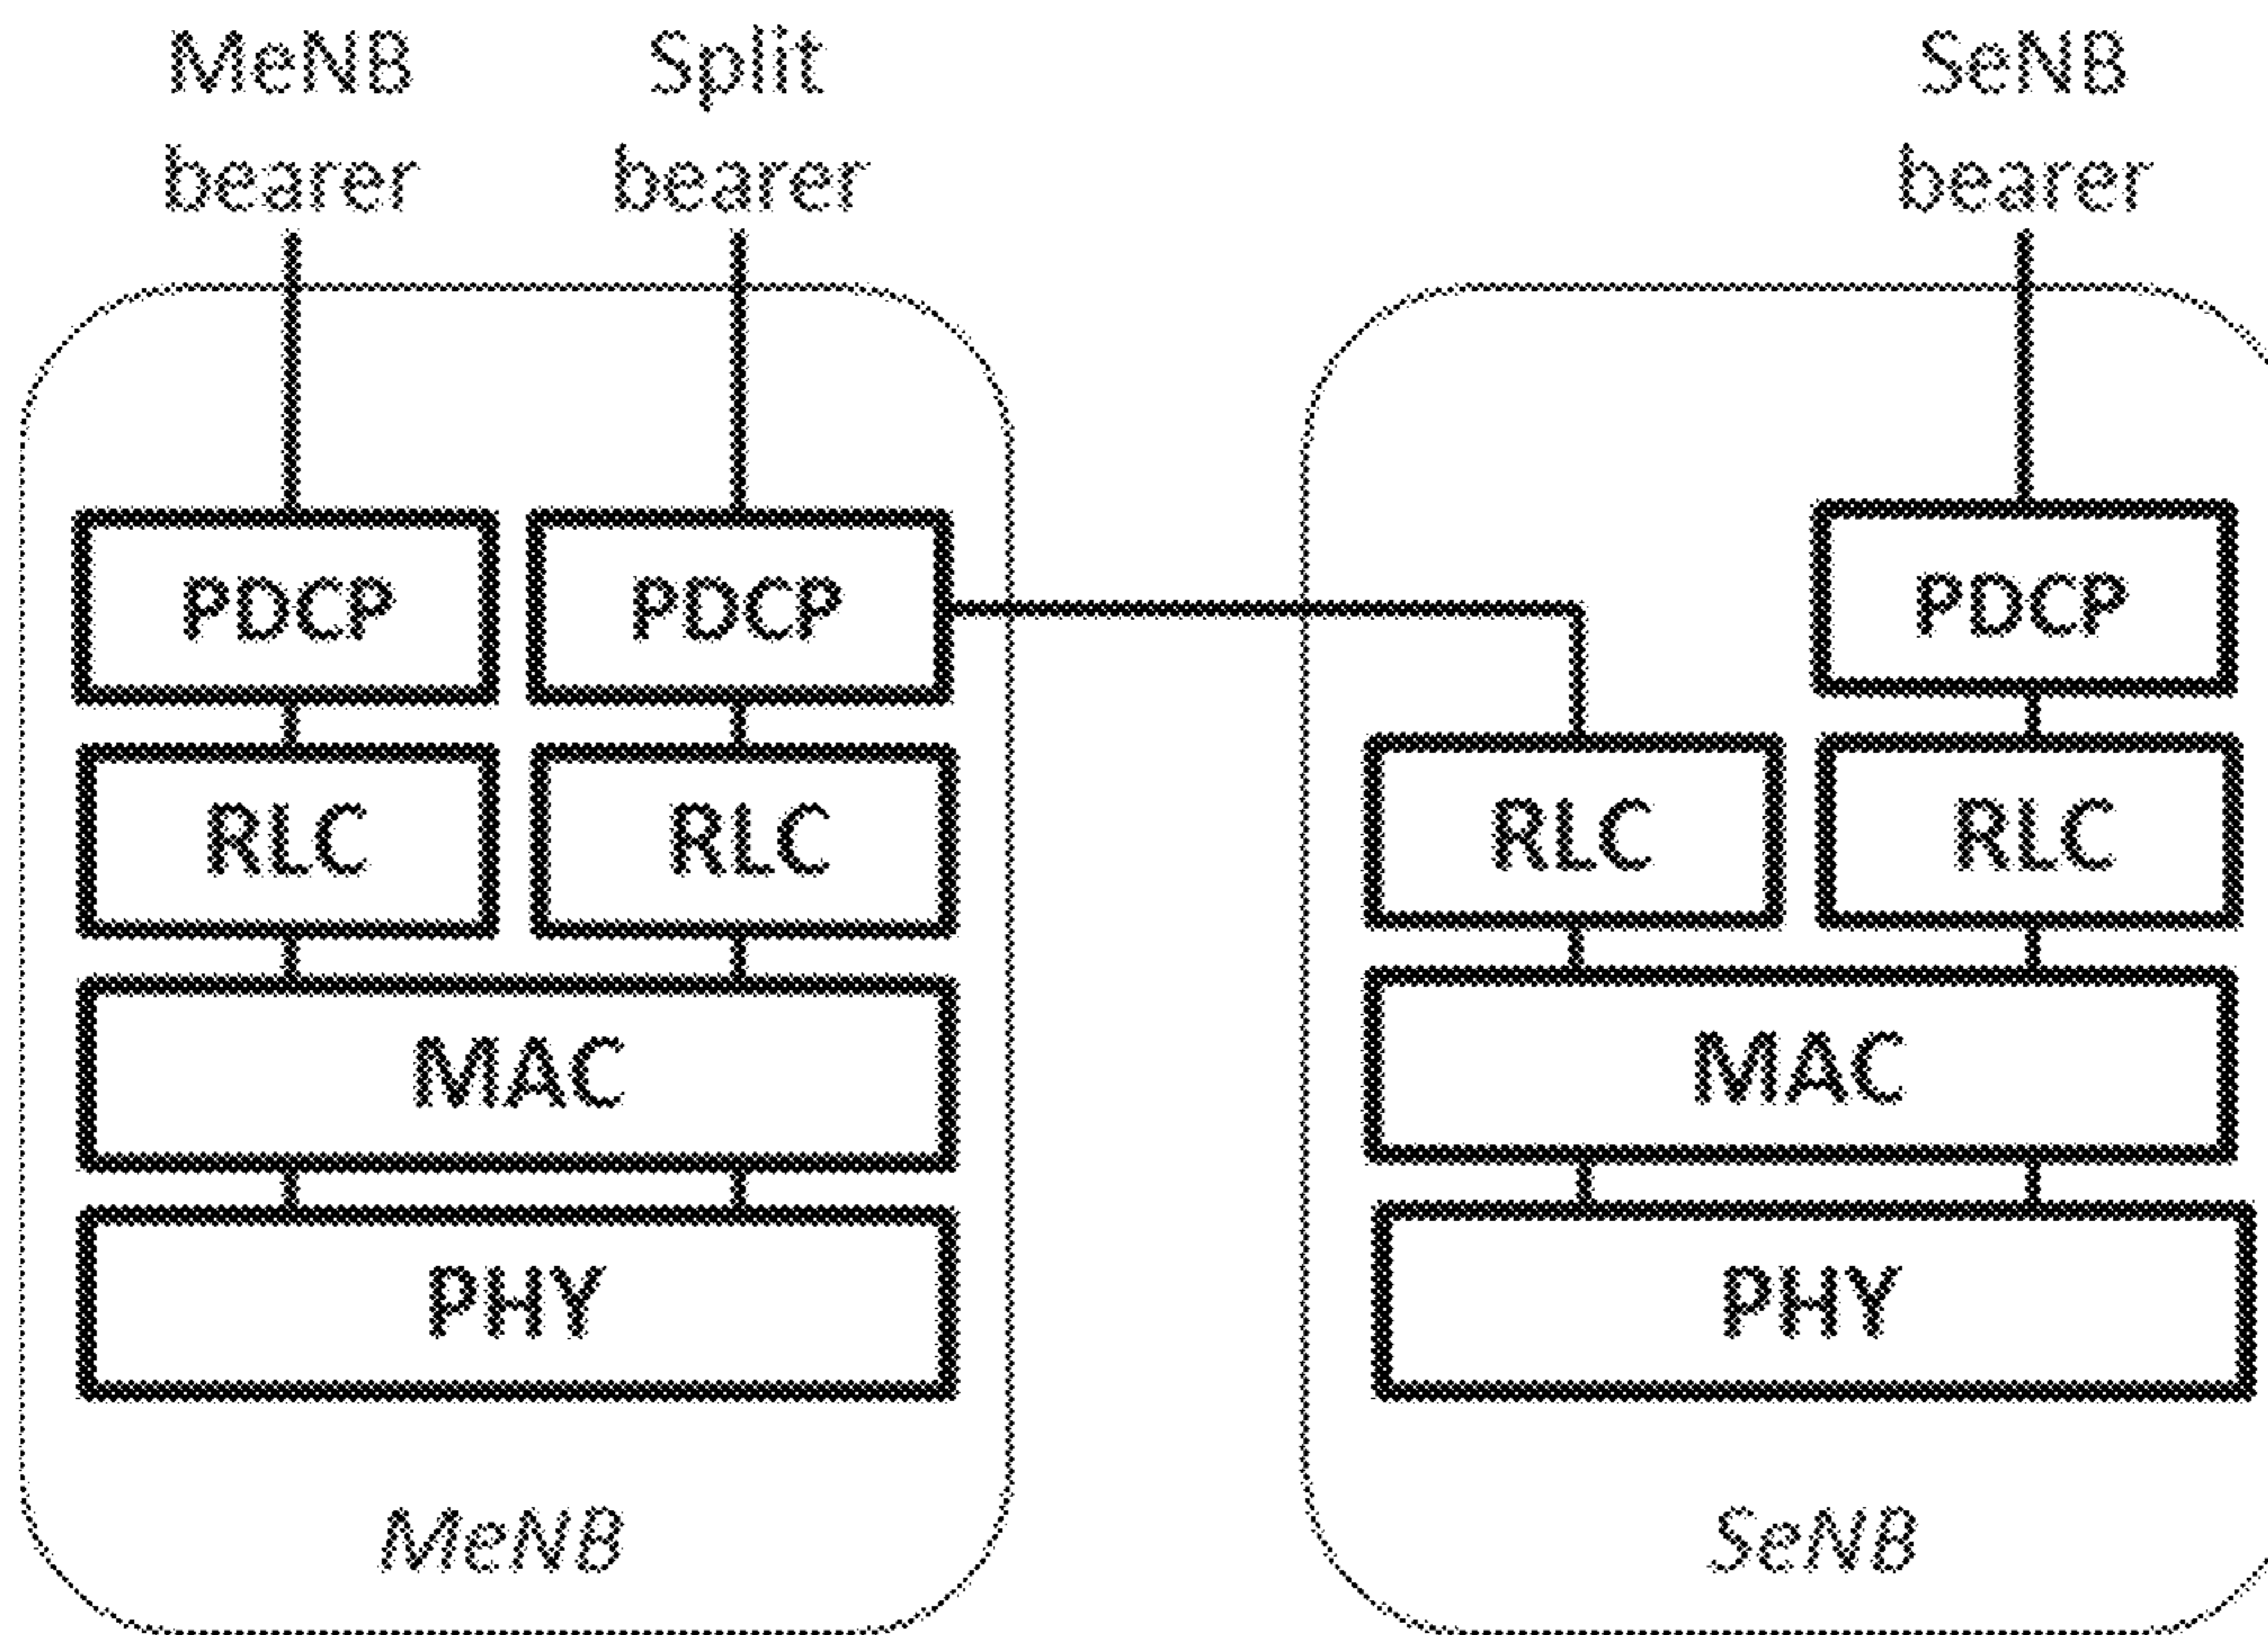 MeNB
bearer
Split
bearer
SeNB
bearer
PDCP
PDCP
PDCP
RLC
RLC
RLC
RLC
MAC
MAC
PHY
PHY
MeNB
SeNB